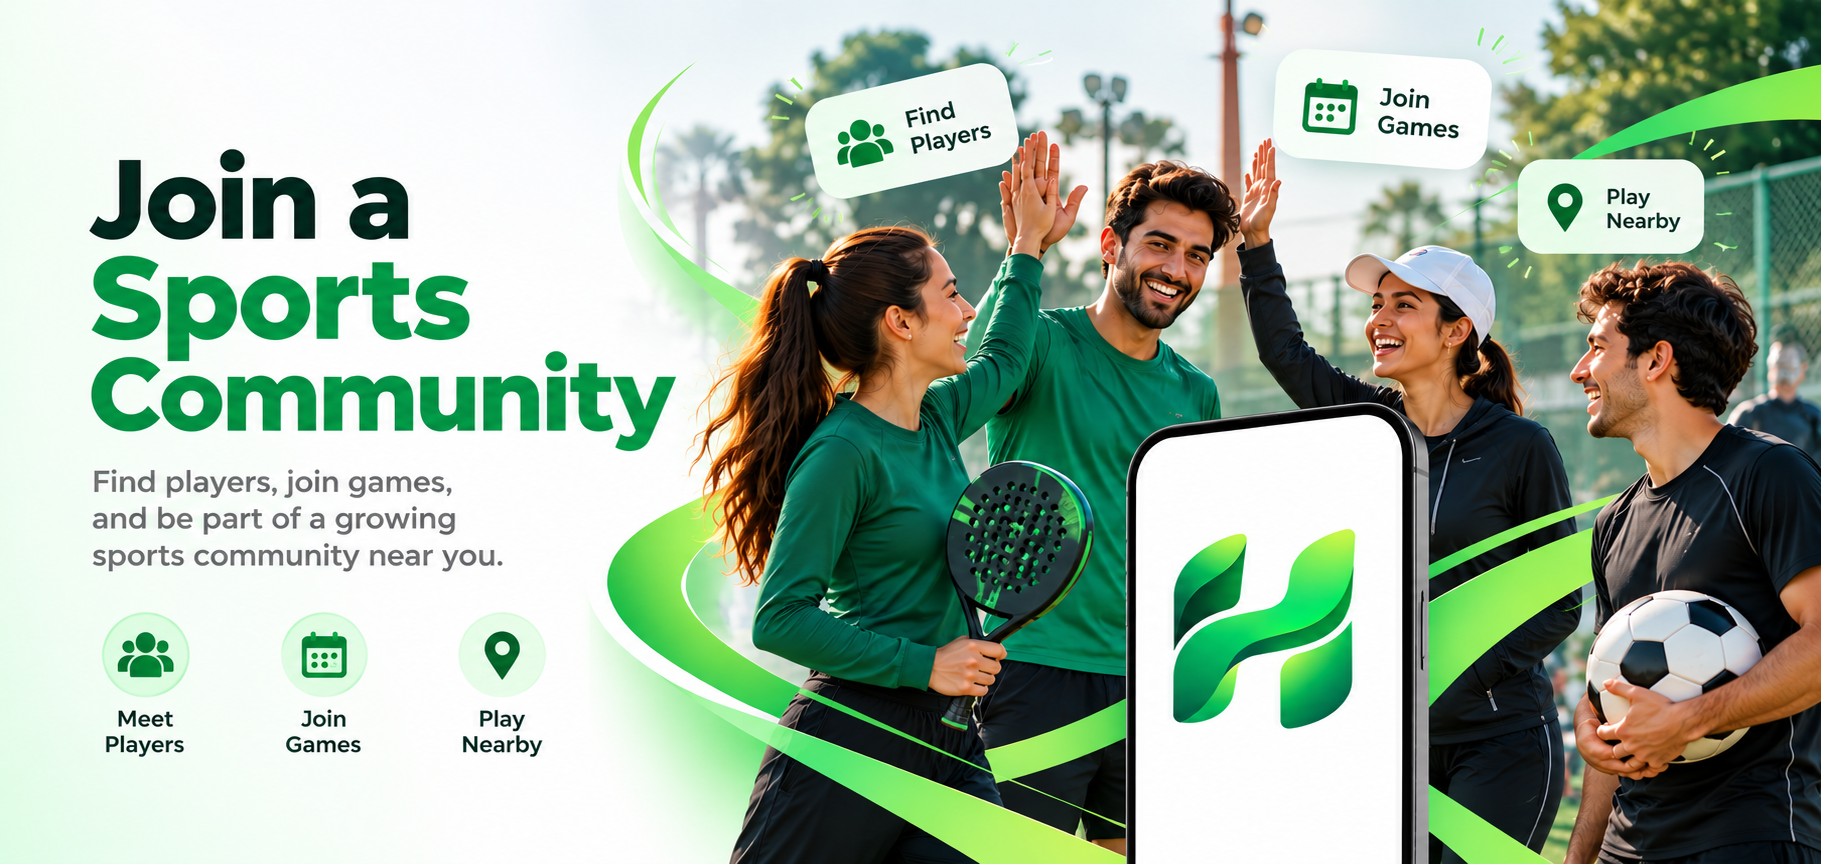 Join a
Sports
Community
Find players, join games,
and be part of a growing
sports community near you.
Meet
Players
Join
Games
Play
Nearby
Find
Players
Join
Games
Play
Nearby